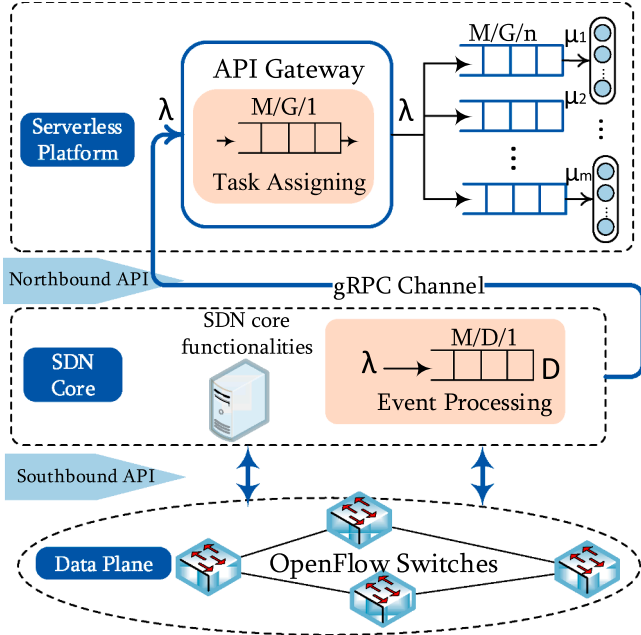 API Gateway
M/G/1
Task Assigning
λ
λ
M/G/n
μ1
μ2
μm
Serverless
Platform
Northbound API
gRPC Channel
SDN core
functionalities
M/D/1
λ
D
Event Processing
SDN
Core
Southbound API
Data Plane
OpenFlow Switches